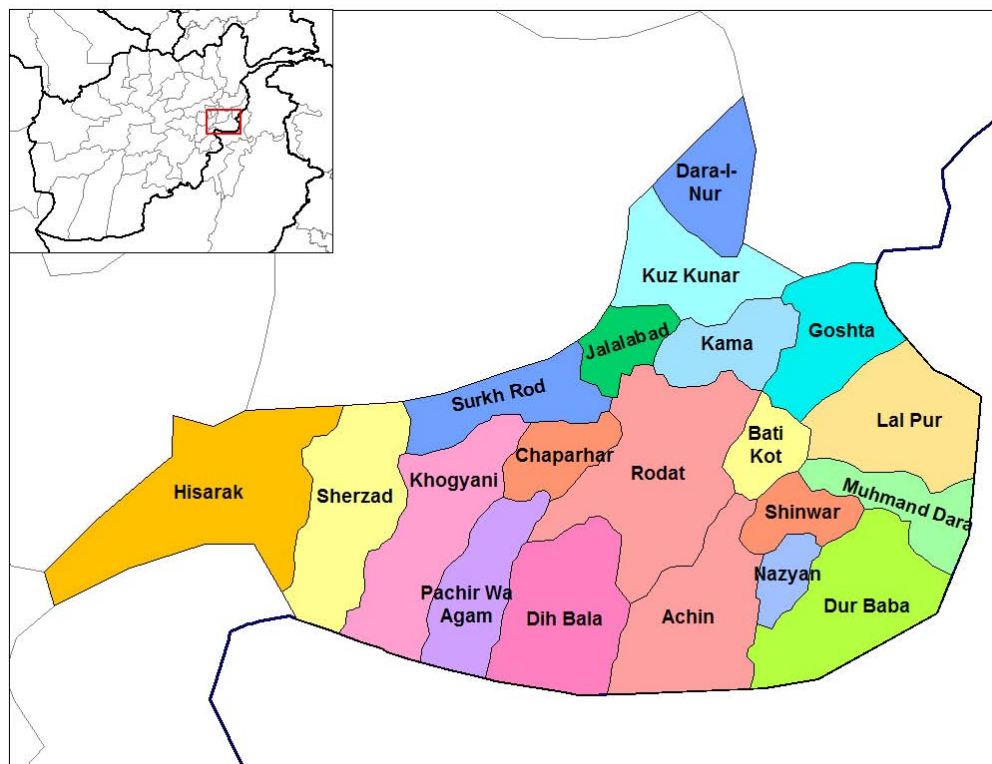 Dara-I-
Nur
Kuz Kunar
Goshta
Jalalabad
Kama
Surkh Rod
Lal Pur
Bati
Kot
Chaparhar
Khogyani
Rodat
Hisarak
Sherzad
Muhmand Dara
Shinwar
Nazyan
Pachir Wa
Agam
Dih Bala
Achin
Dur Baba